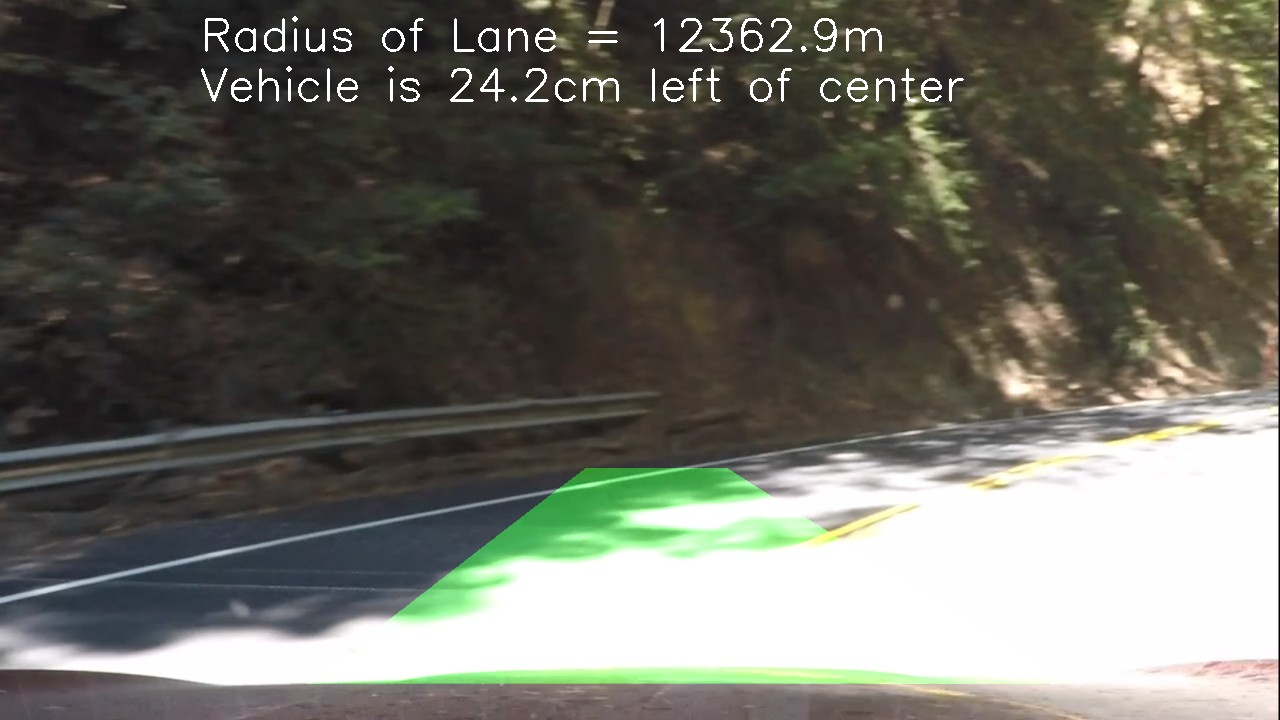 Radius of Lane = 12362.9m
Vehicle is 24.2cm left of center